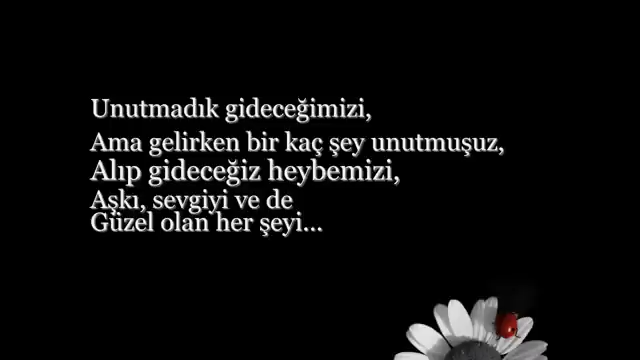 Unutmadık gideceğimizi,
Ama gelirken bir kaç şey unutmuşuz,
Alıp gideceğiz heybemizi,
Aşkı, sevgiyi ve de
Güzel olan her şeyi...